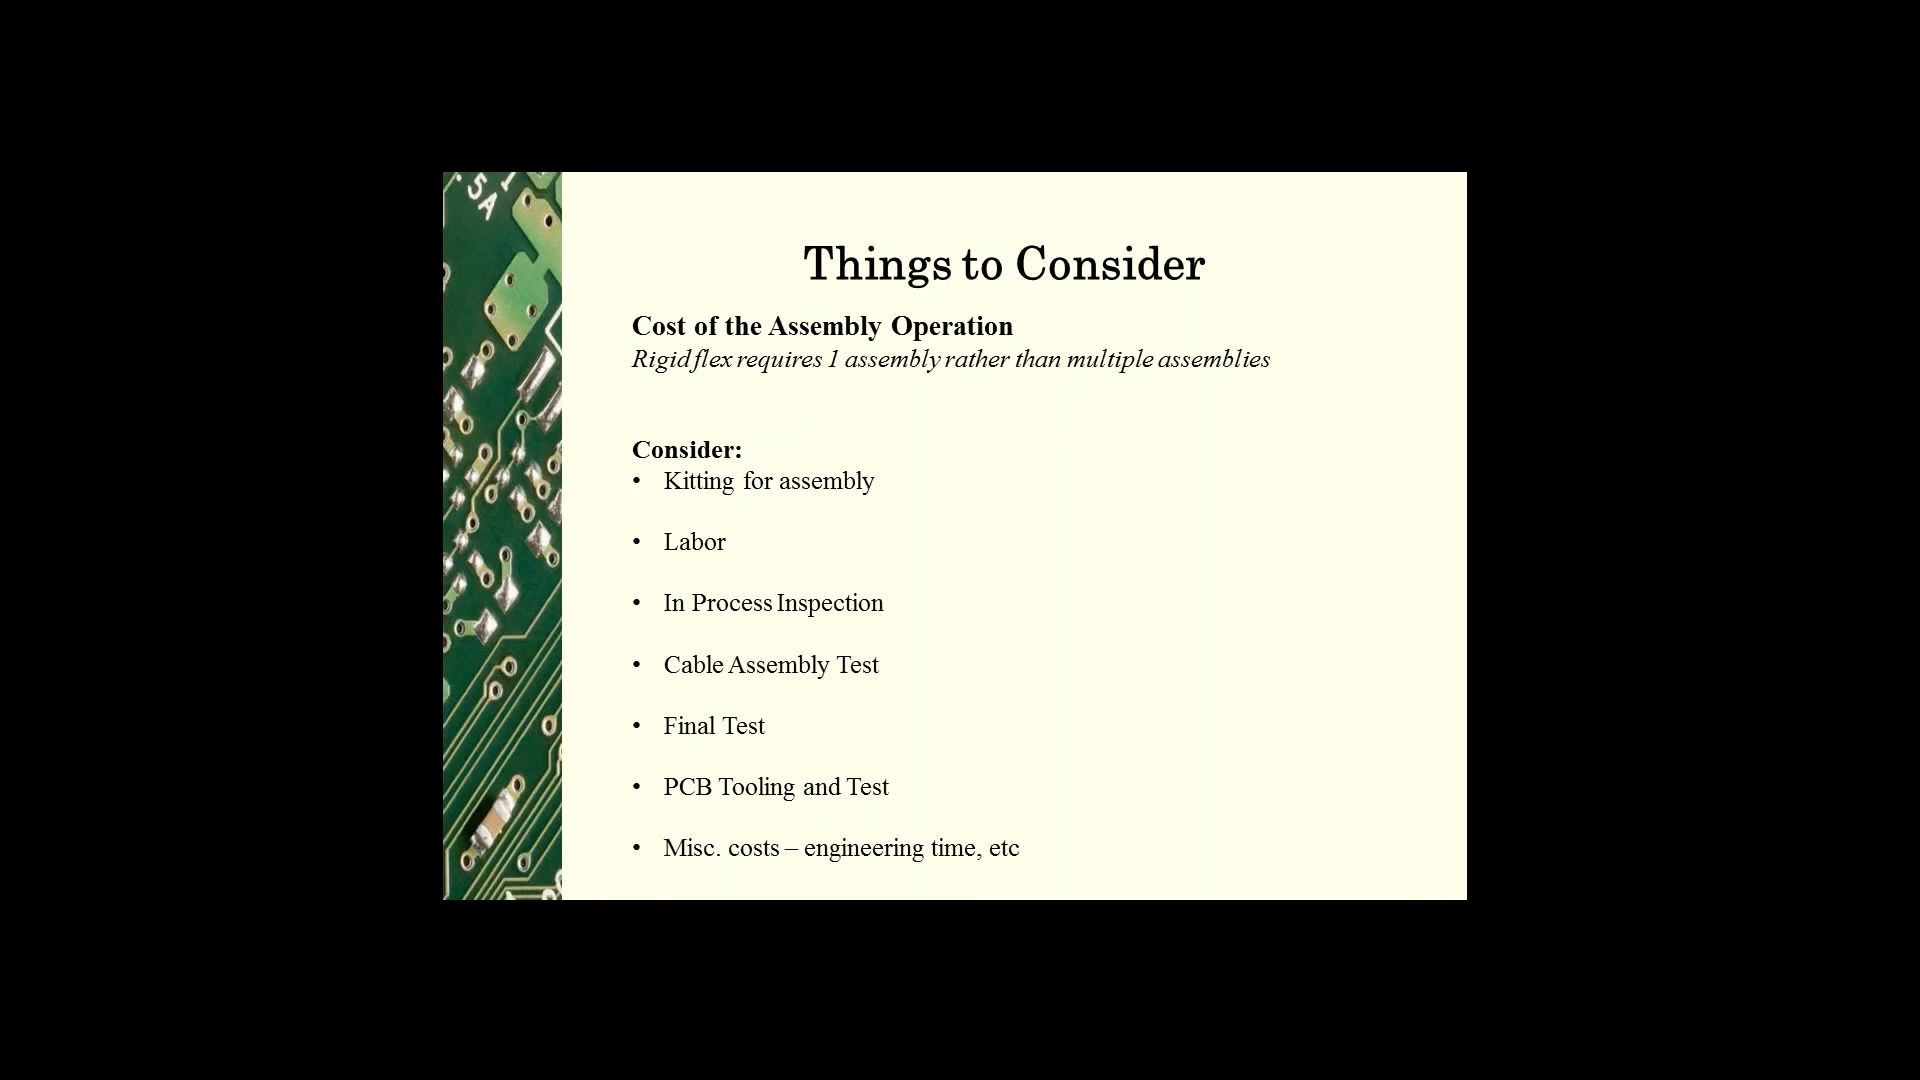 .5A
Things to Consider
Cost of the Assembly Operation
Rigid flex requires 1 assembly rather than multiple assemblies
Consider:
• Kitting for assembly
• Labor
• In Process Inspection
• Cable Assembly Test
• Final Test
• PCB Tooling and Test
• Misc. costs – engineering time, etc